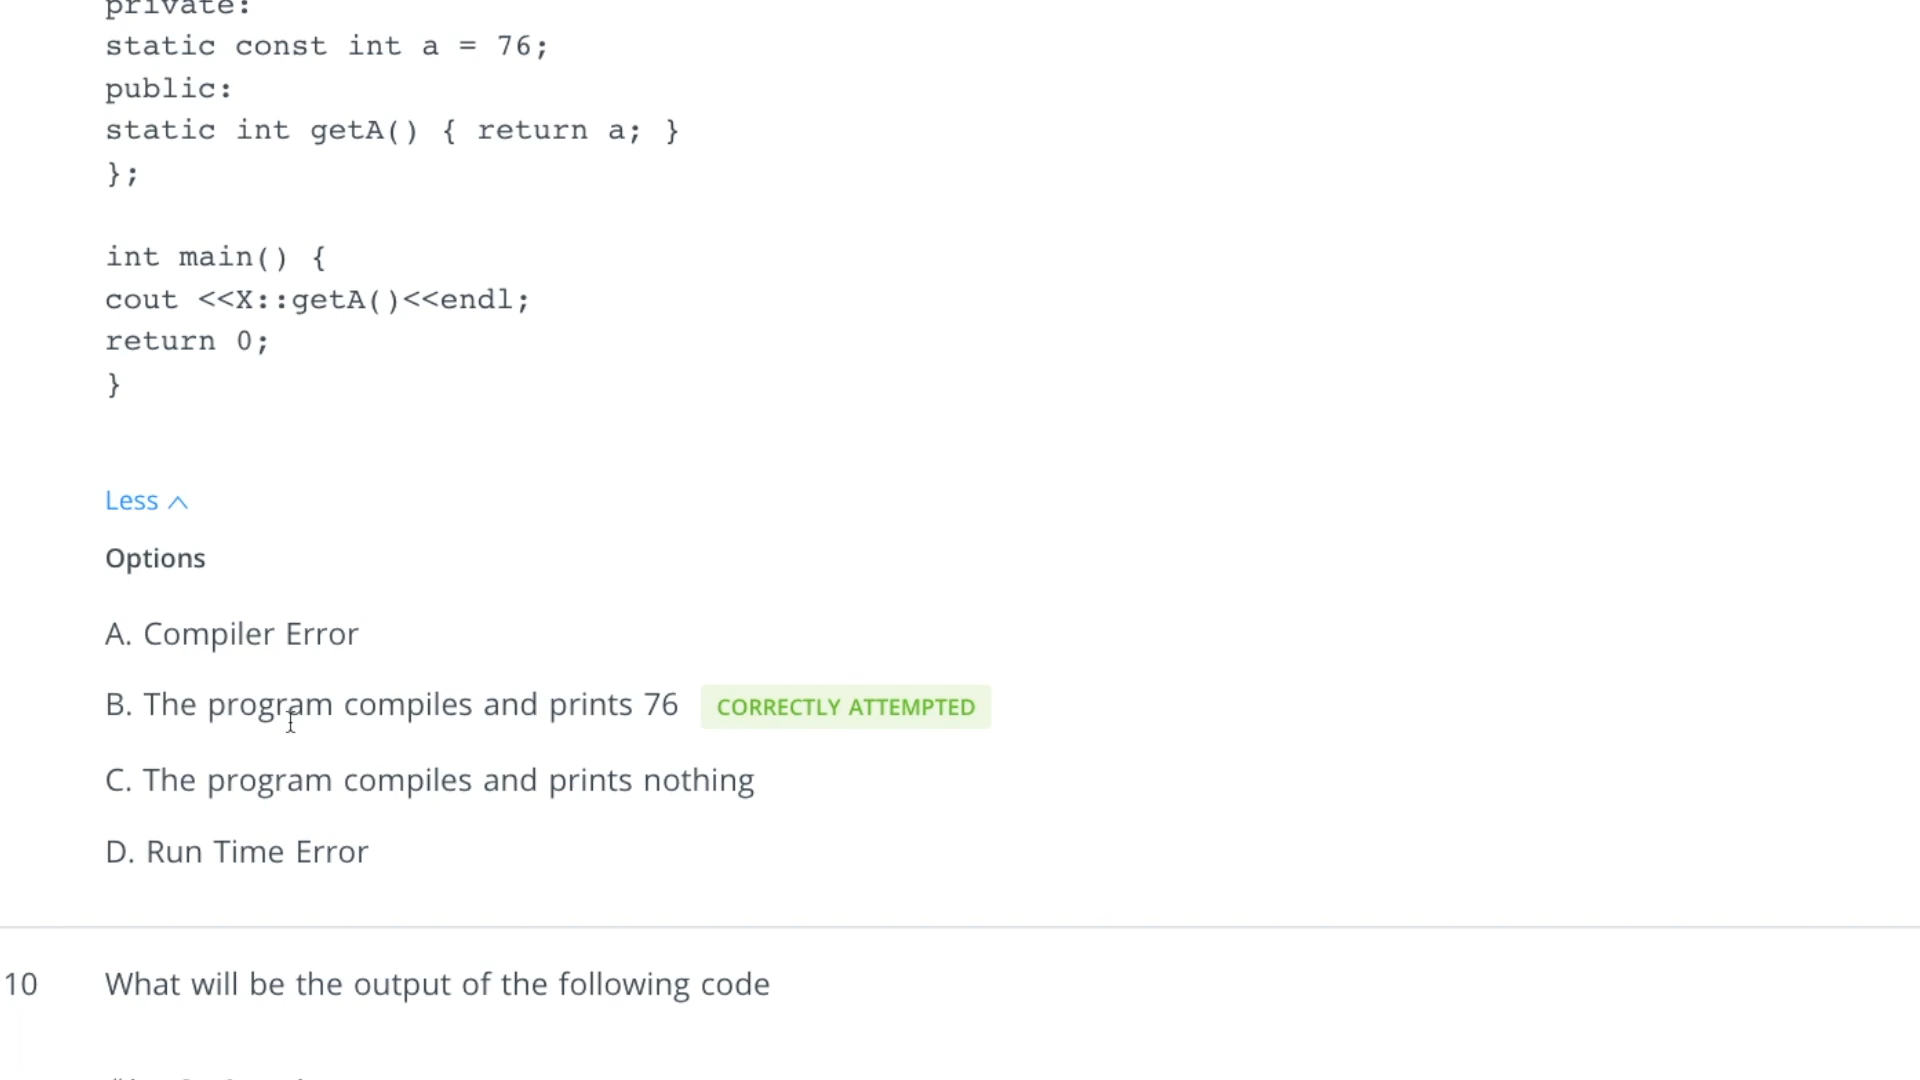 private:
static const int a = 76;
public:
static int getA() { return a; }
};
int main() {
cout <<X::getA()<<endl;
return 0;
}
Less
Options
A. Compiler Error
B. The program compiles and prints 76 CORRECTLY ATTEMPTED
C. The program compiles and prints nothing
D. Run Time Error
10 What will be the output of the following code